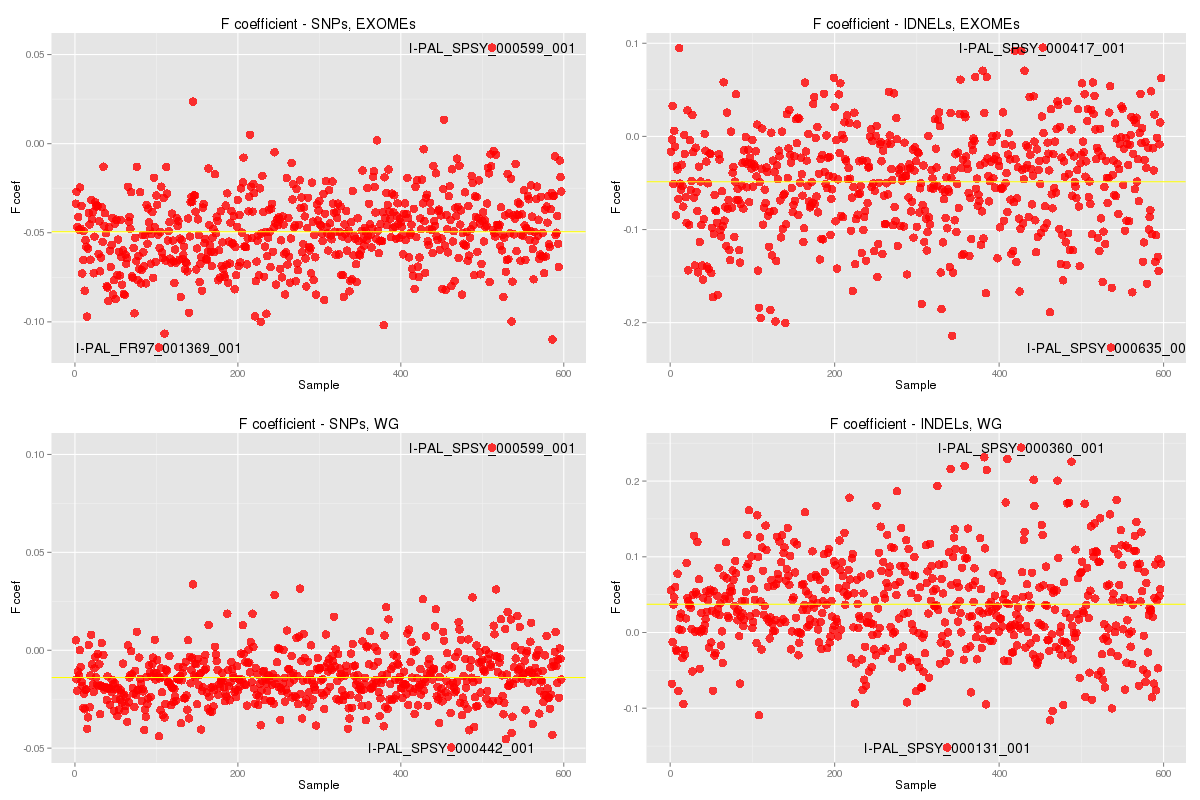 F coefficient - SNPs, EXOMEs
I-PAL_SPSY_000599_001
0.05
0.00
-0.05
-0.10
F coef
I-PAL_FR97_001369_001
0
200
400
600
Sample
F coefficient - IDNELs, EXOMEs
I-PAL_SPSY_000417_001
0.1
0.0
-0.1
-0.2
F coef
I-PAL_SPSY_000635_00
0
200
400
600
Sample
F coefficient - SNPs, WG
I-PAL_SPSY_000599_001
0.10
0.05
0.00
-0.05
F coef
I-PAL_SPSY_000442_001
0
200
400
600
Sample
F coefficient - INDELs, WG
I-PAL_SPSY_000360_001
0.2
0.1
0.0
-0.1
F coef
I-PAL_SPSY_000131_001
0
200
400
600
Sample